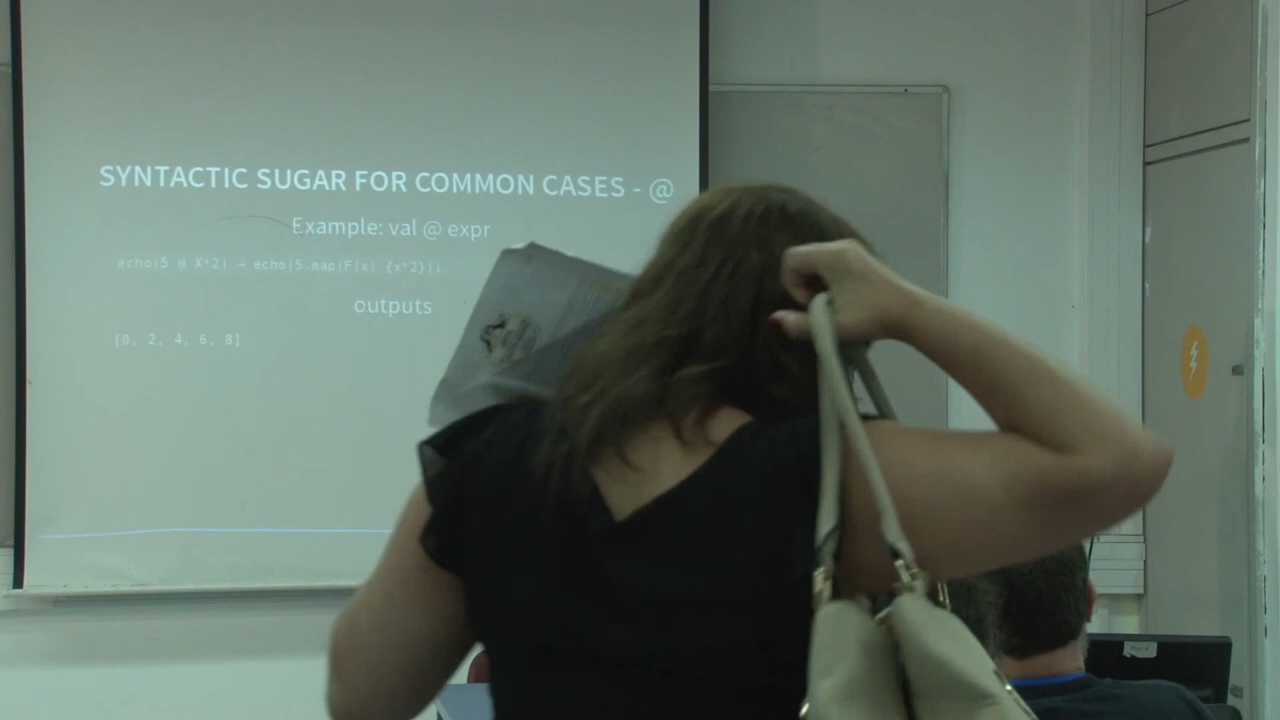 SYNTACTIC SUGAR FOR COMMON CASES - @
Example: val @ expr
echo(5 @ X*2) → echo(5.map(F(x) {x*2}))
outputs
[0, 2, 4, 6, 8]